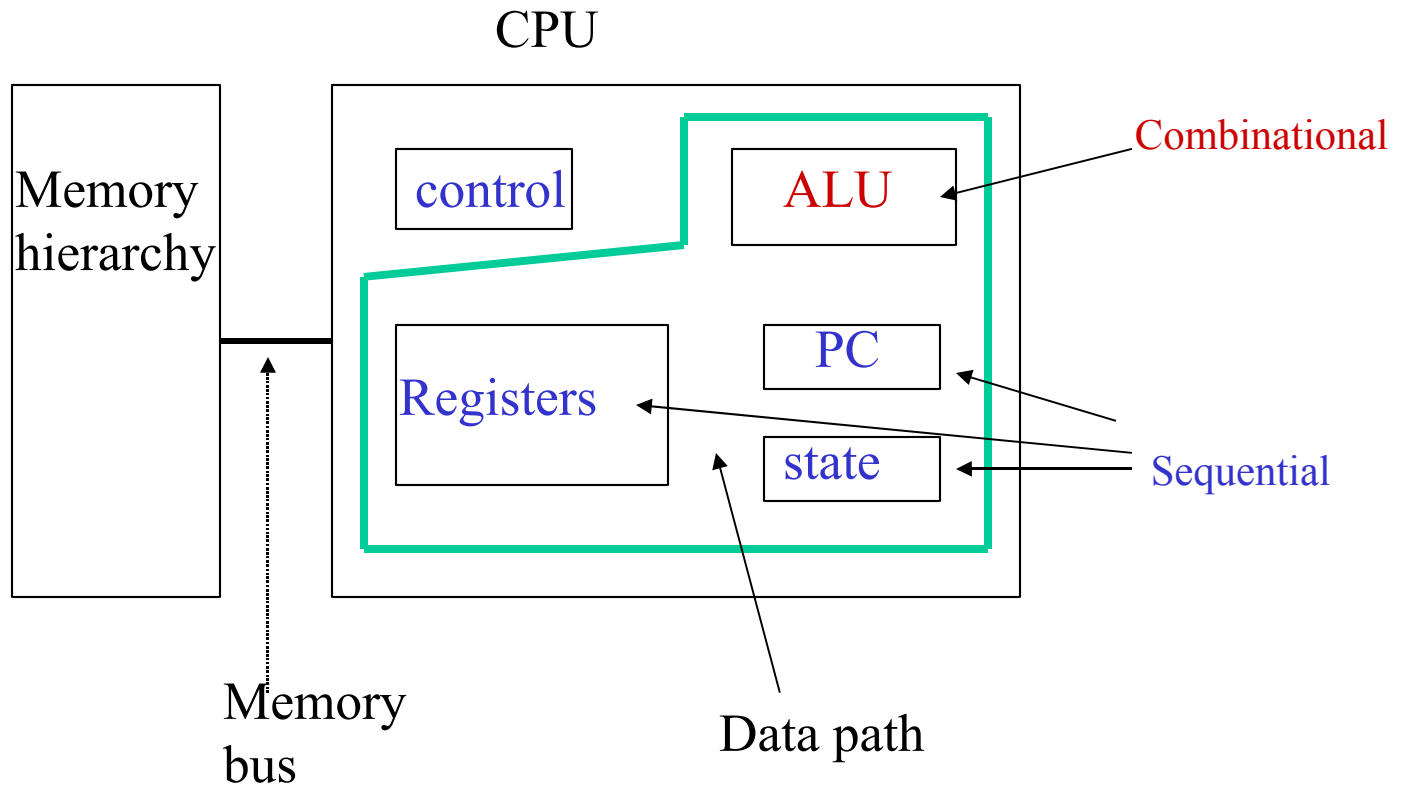 CPU
Combinational
control
ALU
Memory
hierarchy
PC
Registers
state
Sequential
Memory
bus
Data path